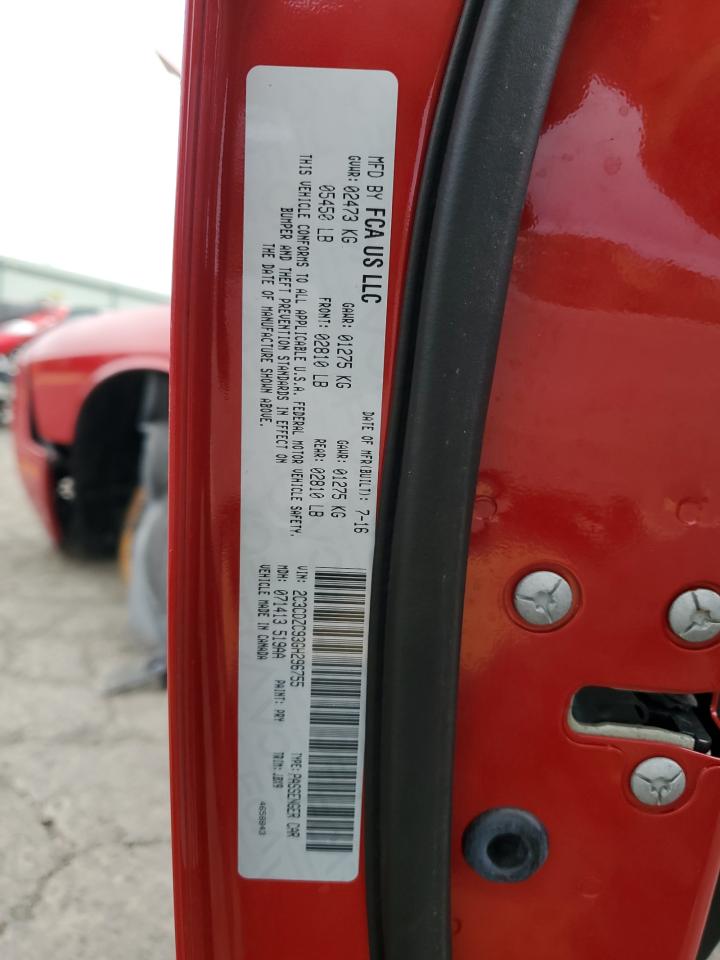 MFD BY FCA US LLC
DATE OF MFR(BUILT): 7-16
GVWR: 02473 KG GAWR: 01275 KG GAWR: 01275 KG
05450 LB FRONT: 02810 LB REAR: 02810 LB
THIS VEHICLE CONFORMS TO ALL APPLICABLE U.S.A. FEDERAL MOTOR VEHICLE SAFETY,
BUMPER AND THEFT PREVENTION STANDARDS IN EFFECT ON
THE DATE OF MANUFACTURE SHOWN ABOVE.
VIN: 2C3CDZC93GH296755 TYPE: PASSENGER CAR
MDH: 071413 519AA PAINT: PRY TRIM: JBX9
VEHICLE MADE IN CANADA 4658843